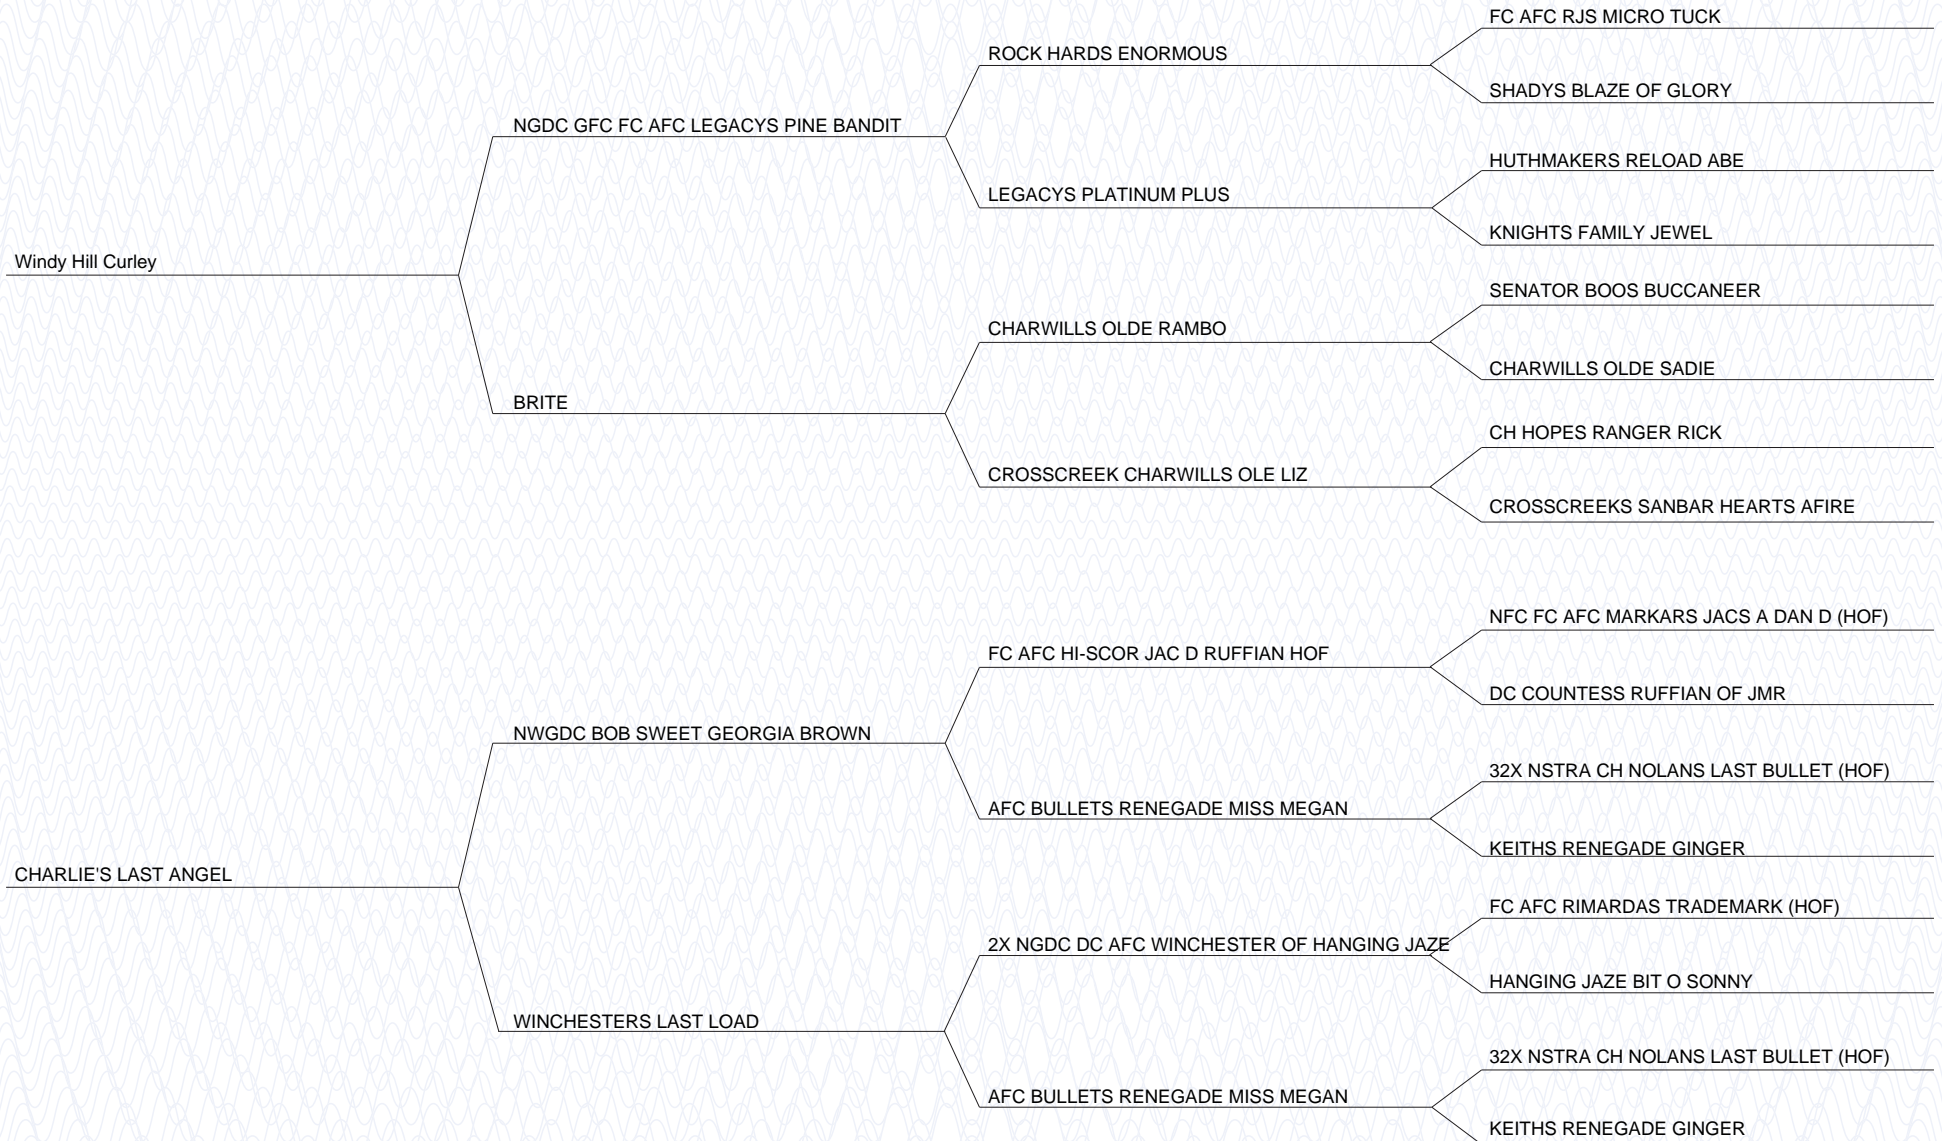 FC AFC RJS MICRO TUCK
ROCK HARDS ENORMOUS
SHADYS BLAZE OF GLORY
NGDC GFC FC AFC LEGACYS PINE BANDIT
HUTHMAKERS RELOAD ABE
LEGACYS PLATINUM PLUS
KNIGHTS FAMILY JEWEL
Windy Hill Curley
SENATOR BOOS BUCCANEER
CHARWILLS OLDE RAMBO
CHARWILLS OLDE SADIE
BRITE
CH HOPES RANGER RICK
CROSSCREEK CHARWILLS OLE LIZ
CROSSCREEKS SANBAR HEARTS AFIRE
NFC FC AFC MARKARS JACS A DAN D (HOF)
FC AFC HI-SCOR JAC D RUFFIAN HOF
DC COUNTESS RUFFIAN OF JMR
NWGDC BOB SWEET GEORGIA BROWN
32X NSTRA CH NOLANS LAST BULLET (HOF)
AFC BULLETS RENEGADE MISS MEGAN
KEITHS RENEGADE GINGER
CHARLIE'S LAST ANGEL
FC AFC RIMARDAS TRADEMARK (HOF)
2X NGDC DC AFC WINCHESTER OF HANGING JAZE
HANGING JAZE BIT O SONNY
WINCHESTERS LAST LOAD
32X NSTRA CH NOLANS LAST BULLET (HOF)
AFC BULLETS RENEGADE MISS MEGAN
KEITHS RENEGADE GINGER